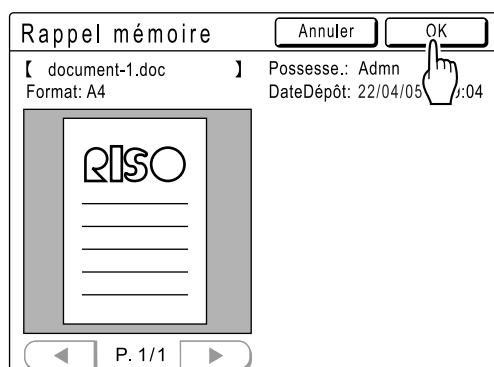 Rappel mémoire
Annuler
OK
【 document-1.doc 】
Possesse.: Admn
Format: A4
DateDépôt: 22/04/05 :04
RISO
P. 1/1